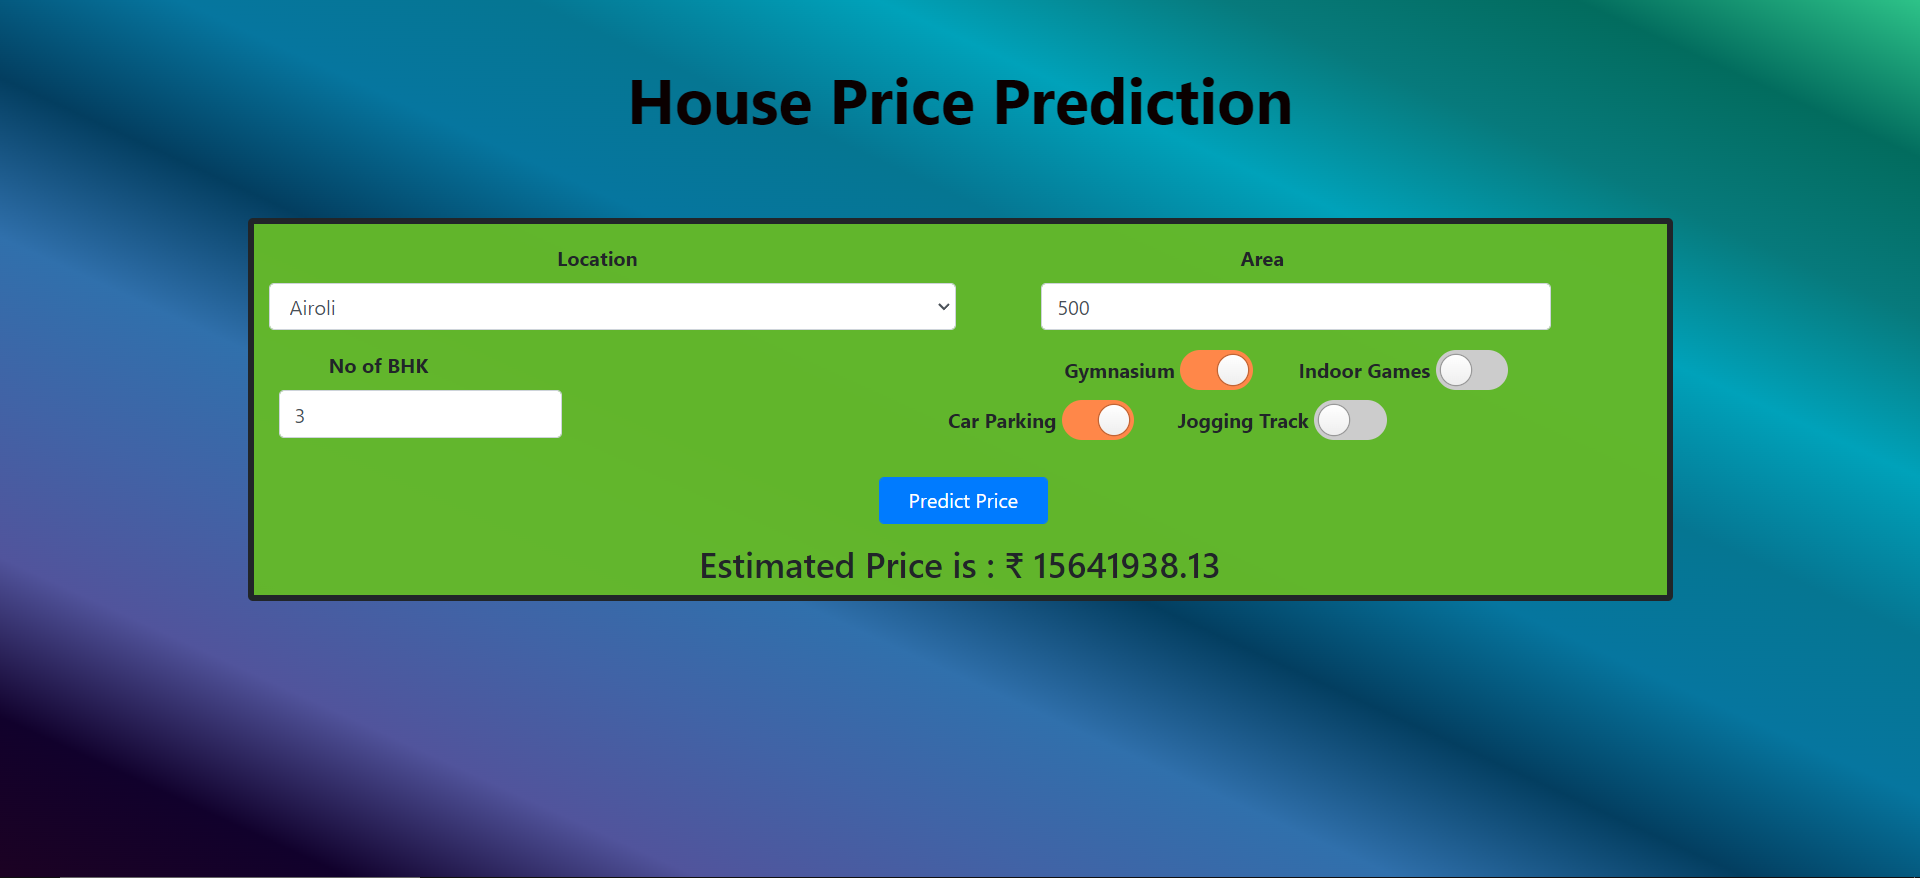 House Price Prediction
Location Area
Airoli 500
No of BHK
Gymnasium Indoor Games
3
Car Parking Jogging Track
Predict Price
Estimated Price is : ₹ 15641938.13